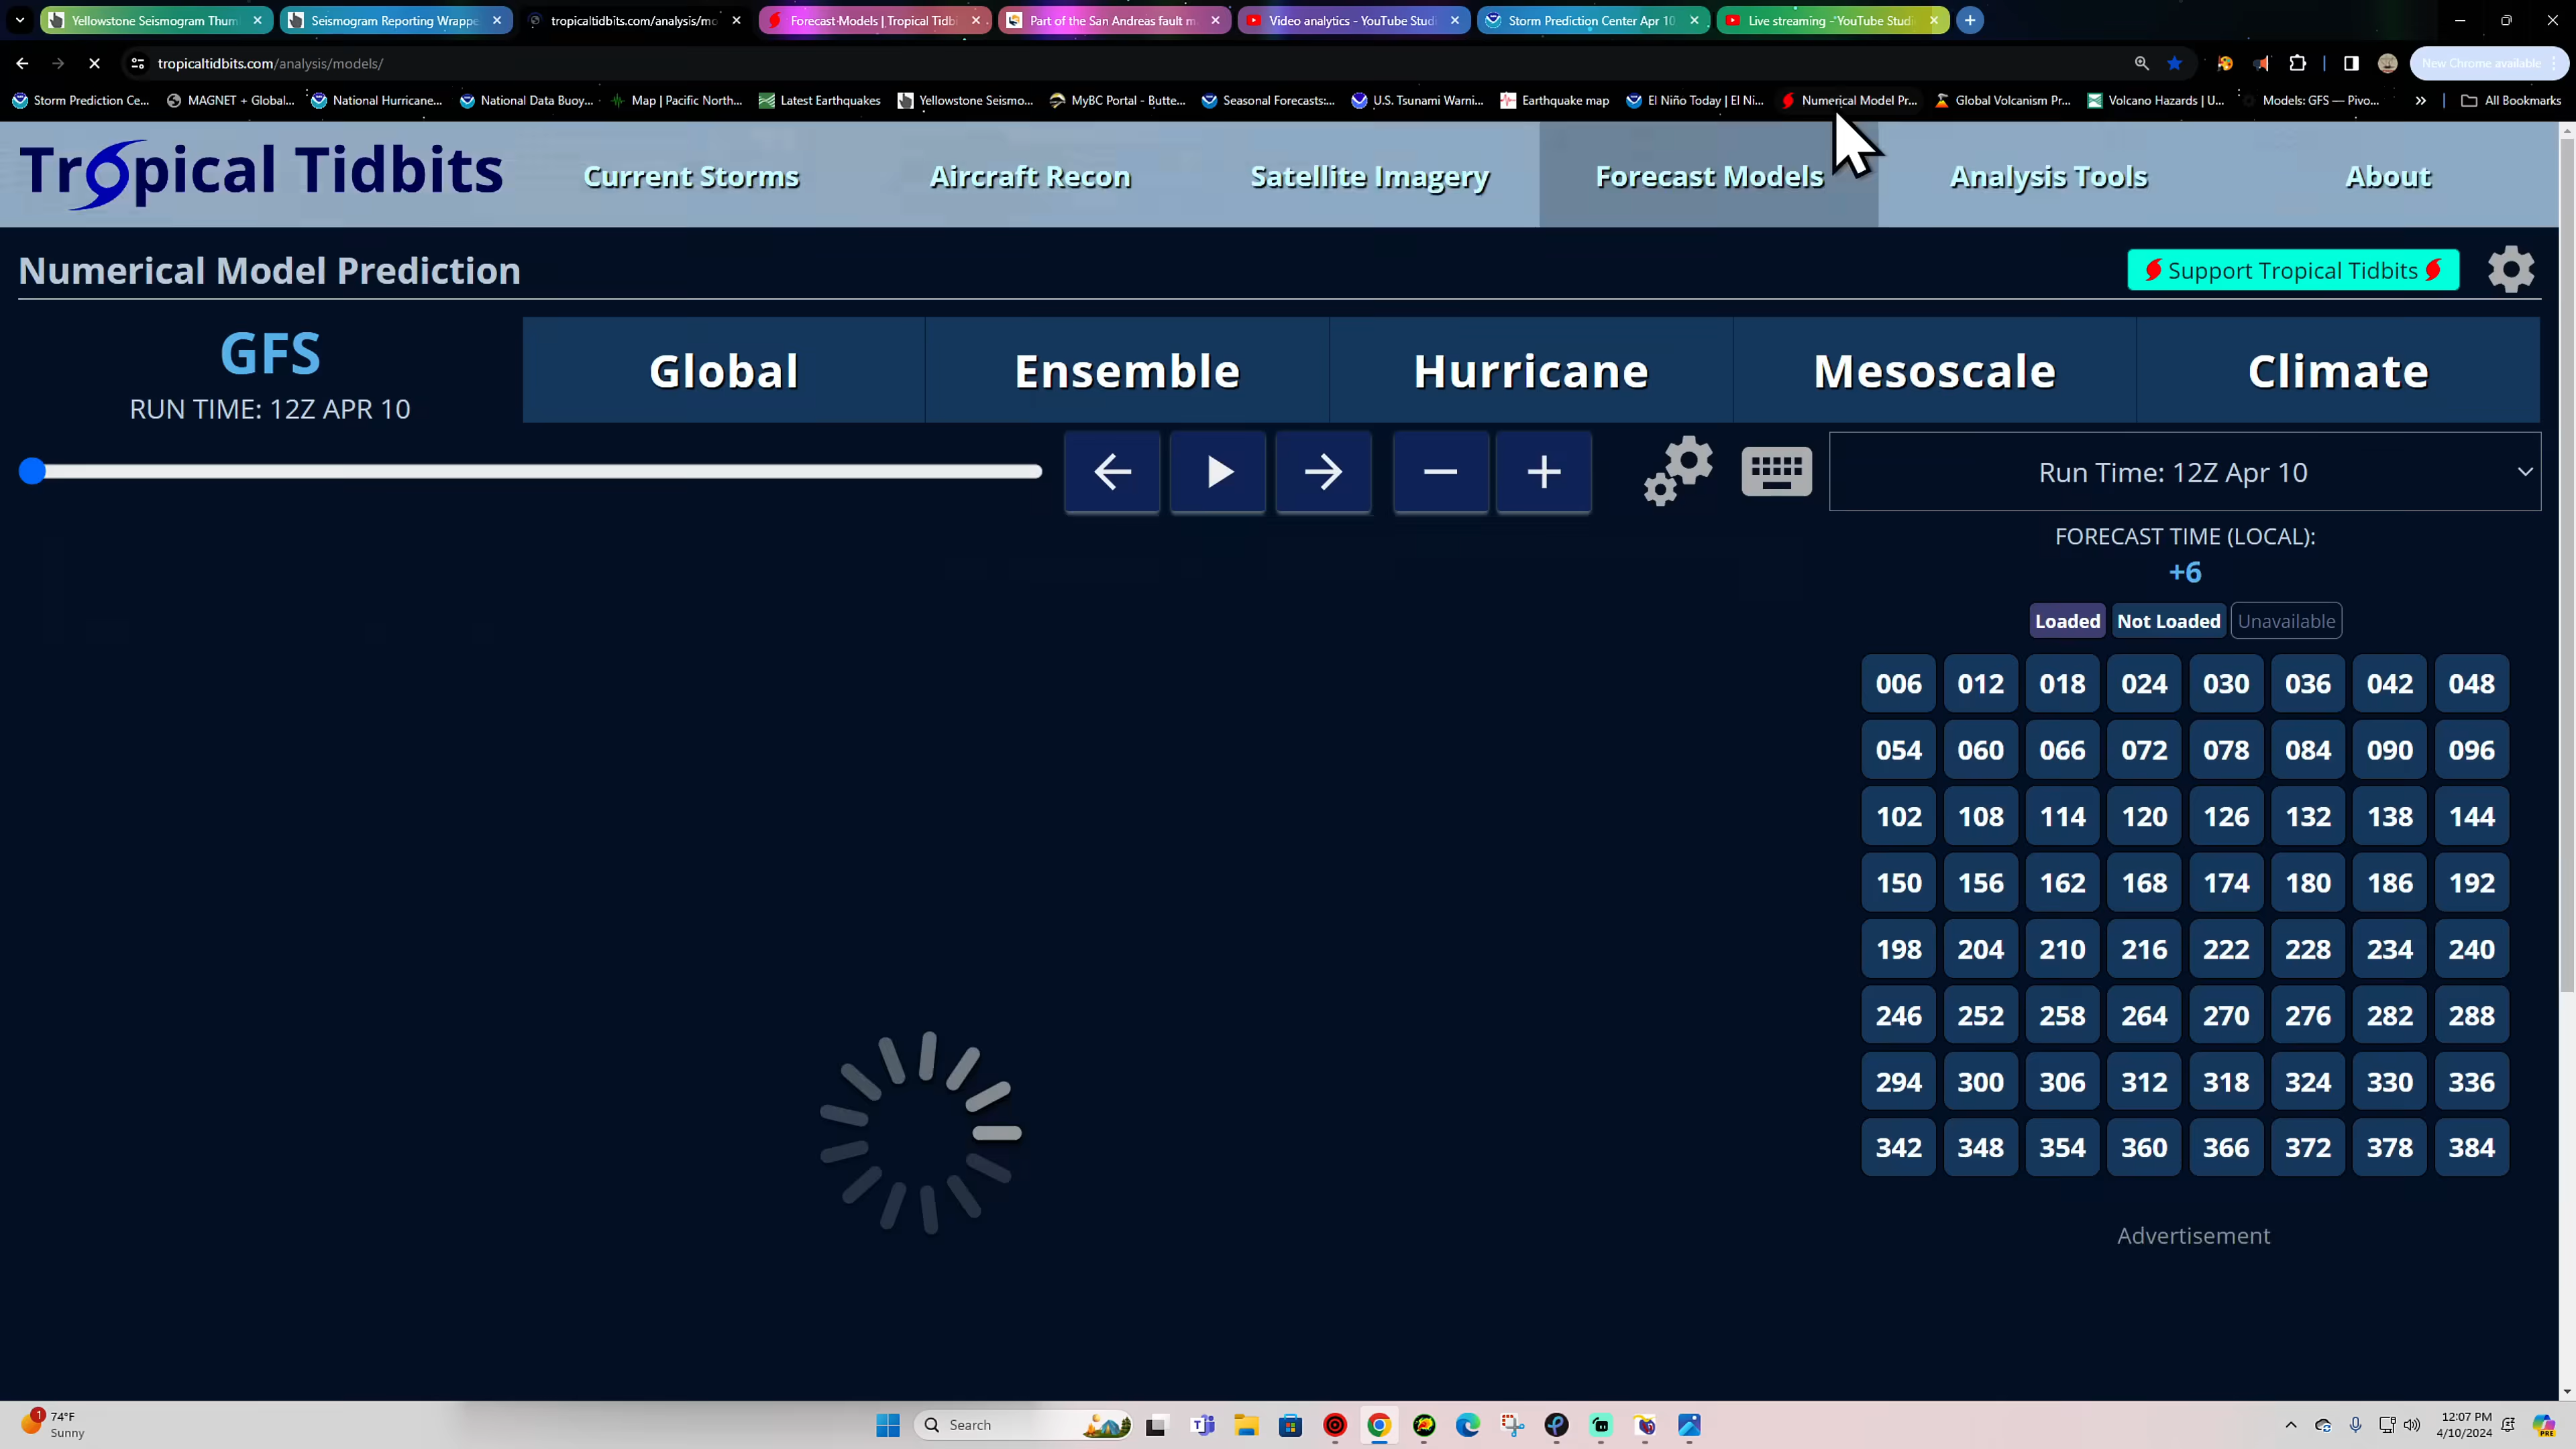 Yellowstone Seismogram Thum
Seismogram Reporting Wrappe
tropicaltidbits.com/analysis/mo
Forecast Models | Tropical Tidbi
Part of the San Andreas fault m
Video analytics - YouTube Studi
Storm Prediction Center Apr 10
Live streaming - YouTube Studi
tropicaltidbits.com/analysis/models/
New Chrome available
Storm Prediction Ce...
MAGNET + Global...
National Hurricane...
National Data Buoy...
Map | Pacific North...
Latest Earthquakes
Yellowstone Seismo...
MyBC Portal - Butte...
Seasonal Forecasts:...
U.S. Tsunami Warni...
Earthquake map
El Niño Today | El Ni...
Numerical Model Pr...
Global Volcanism Pr...
Volcano Hazards | U...
Models: GFS — Pivo...
All Bookmarks
Tropical Tidbits
Current Storms
Aircraft Recon
Satellite Imagery
Forecast Models
Analysis Tools
About
Numerical Model Prediction
Support Tropical Tidbits
GFS
RUN TIME: 12Z APR 10
Global
Ensemble
Hurricane
Mesoscale
Climate
Run Time: 12Z Apr 10
FORECAST TIME (LOCAL):
+6
Loaded Not Loaded Unavailable
006 012 018 024 030 036 042 048
054 060 066 072 078 084 090 096
102 108 114 120 126 132 138 144
150 156 162 168 174 180 186 192
198 204 210 216 222 228 234 240
246 252 258 264 270 276 282 288
294 300 306 312 318 324 330 336
342 348 354 360 366 372 378 384
Advertisement
1
74°F
Sunny
Search
12:07 PM
4/10/2024
PRE